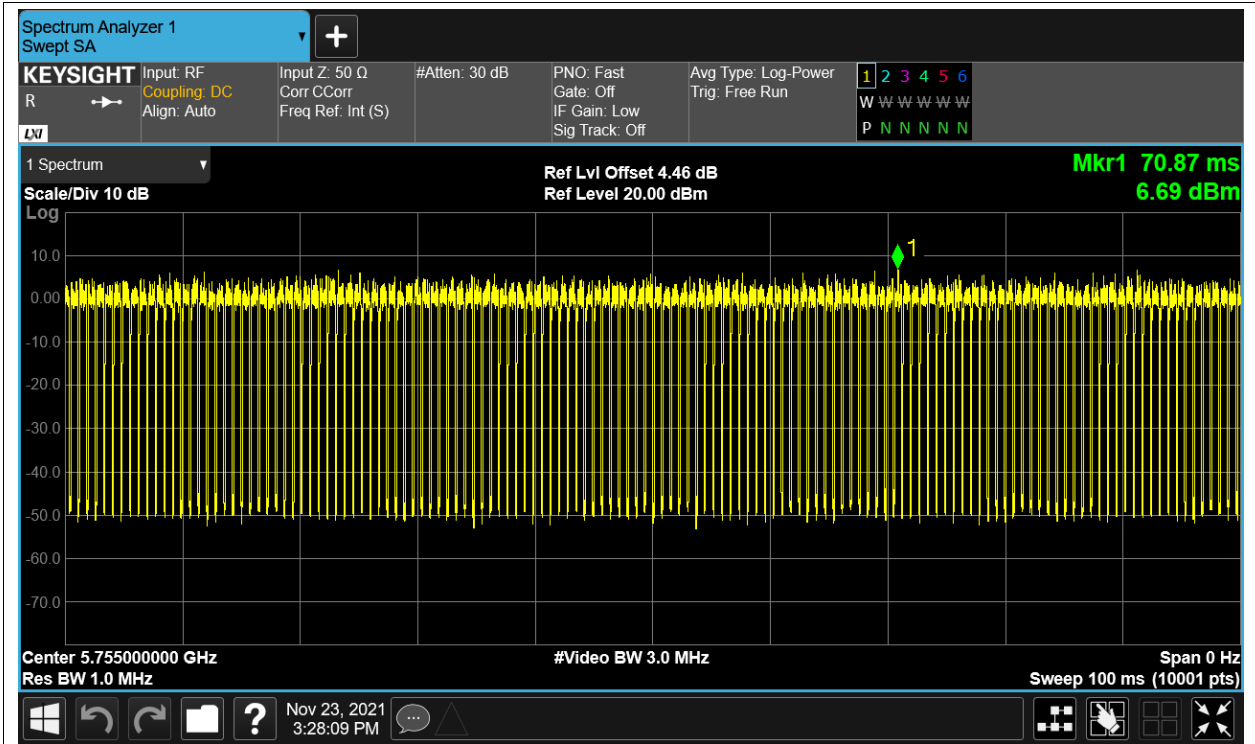 Spectrum Analyzer 1
Swept SA
KEYSIGHT
R
LXI
Input: RF
Coupling: DC
Align: Auto
Input Z: 50 Ω
Corr CCorr
Freq Ref: Int (S)
#Atten: 30 dB
PNO: Fast
Gate: Off
IF Gain: Low
Sig Track: Off
Avg Type: Log-Power
Trig: Free Run
1 2 3 4 5 6
W W W W W W
P N N N N N
1 Spectrum
Scale/Div 10 dB
Ref Lvl Offset 4.46 dB
Ref Level 20.00 dBm
Mkr1 70.87 ms
6.69 dBm
Log
1
10.0
0.00
-10.0
-20.0
-30.0
-40.0
-50.0
-60.0
-70.0
Center 5.755000000 GHz
Res BW 1.0 MHz
#Video BW 3.0 MHz
Span 0 Hz
Sweep 100 ms (10001 pts)
?
Nov 23, 2021
3:28:09 PM